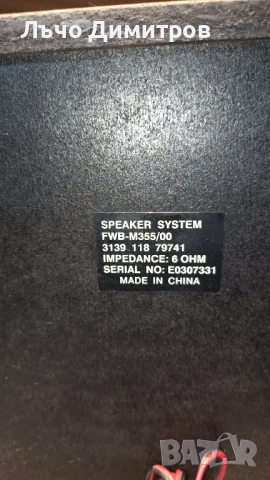 Лъчо Димитров
SPEAKER SYSTEM
FWB-M355/00
3139 118 79741
IMPEDANCE: 6 OHM
SERIAL NO: E0307331
MADE IN CHINA
BAZAR